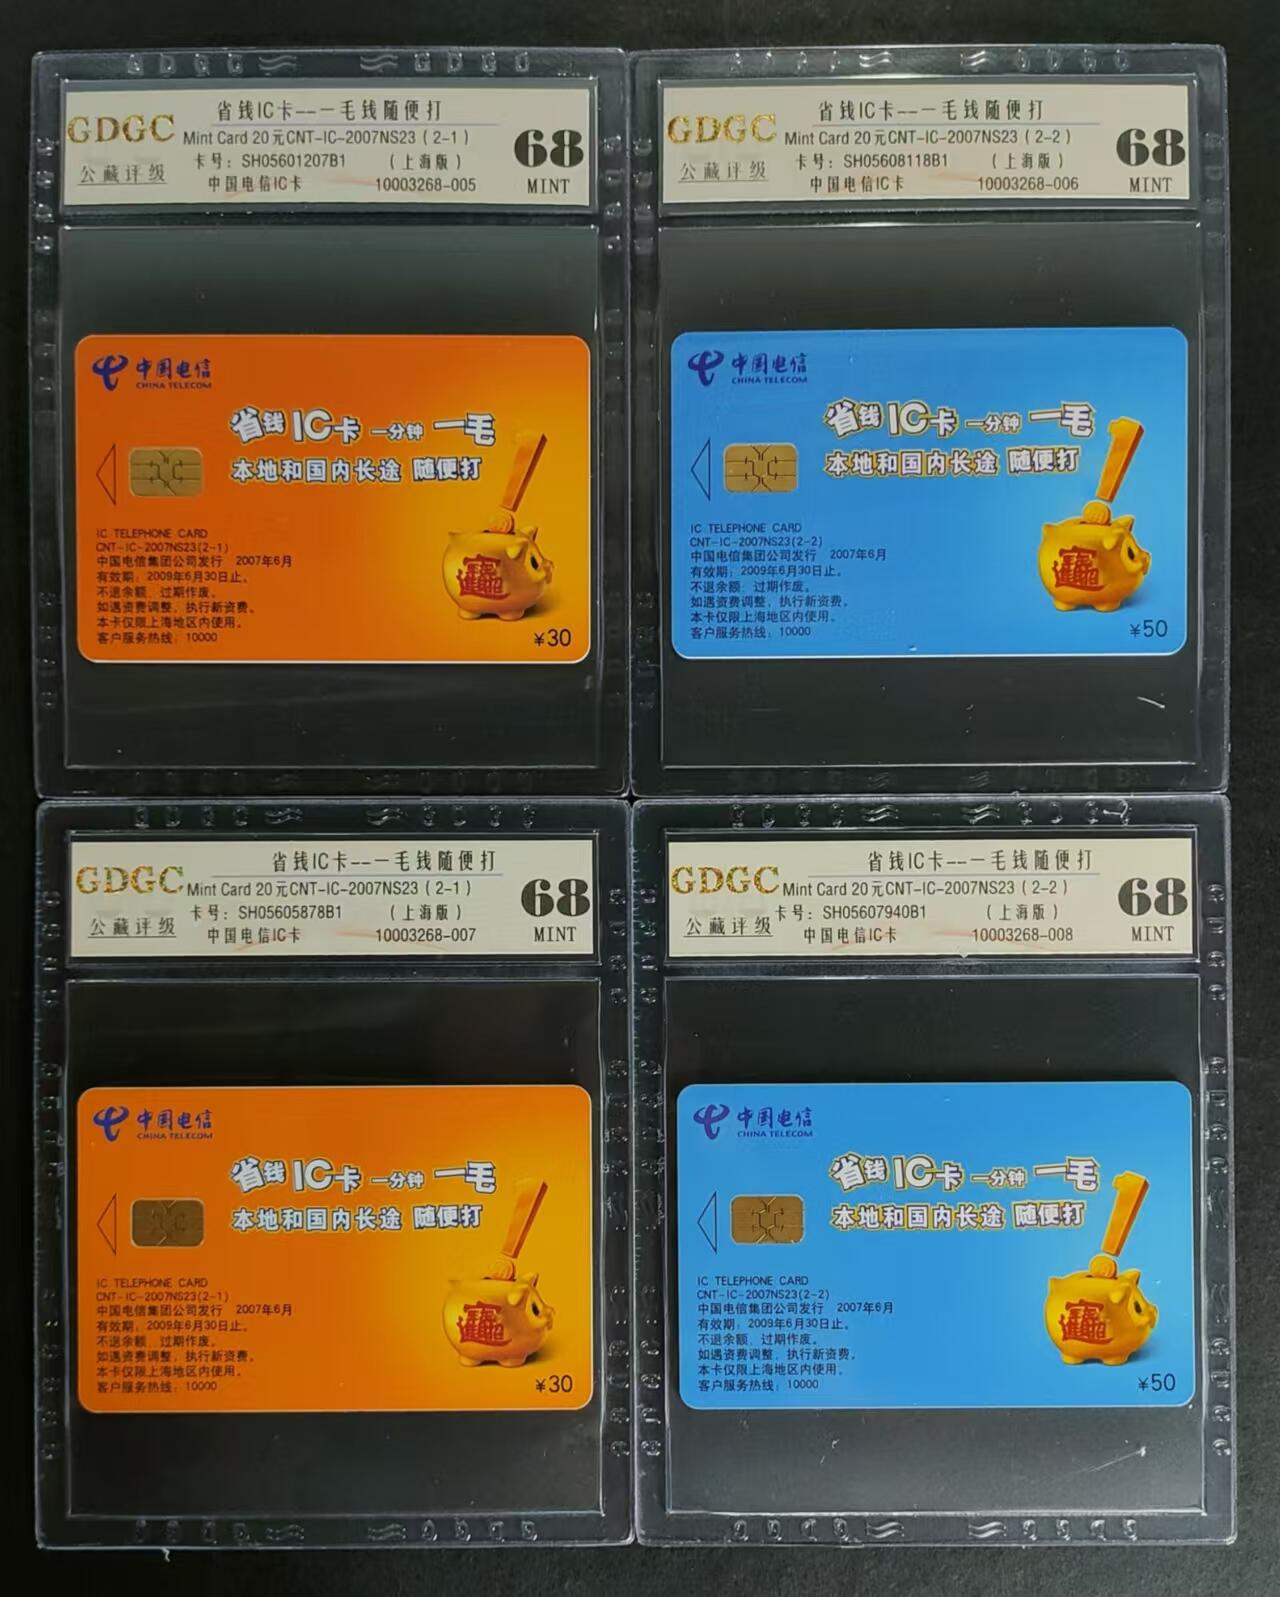 省钱IC卡--一毛钱随便打
GDGC
Mint Card 20元CNT-IC-2007NS23（2-1）
68
卡号：SH05601207B1 （上海版）
公藏评级
中国电信IC卡 10003268-005
MINT
中国电信
CHINA TELECOM
省钱IC卡 一分钟 一毛
本地和国内长途 随便打
IC TELEPHONE CARD
CNT-IC-2007NS23(2-1)
中国电信集团公司发行 2007年6月
有效期：2009年6月30日止。
不退余额，过期作废。
如遇资费调整，执行新资费。
本卡仅限上海地区内使用。
客户服务热线：10000
¥30
省钱IC卡--一毛钱随便打
GDGC
Mint Card 20元CNT-IC-2007NS23（2-2）
68
卡号：SH05608118B1 （上海版）
公藏评级
中国电信IC卡 10003268-006
MINT
中国电信
CHINA TELECOM
省钱IC卡 一分钟 一毛
本地和国内长途 随便打
IC TELEPHONE CARD
CNT-IC-2007NS23(2-2)
中国电信集团公司发行 2007年6月
有效期：2009年6月30日止。
不退余额，过期作废。
如遇资费调整，执行新资费。
本卡仅限上海地区内使用。
客户服务热线：10000
¥50
省钱IC卡--一毛钱随便打
GDGC
Mint Card 20元CNT-IC-2007NS23（2-1）
68
卡号：SH05605878B1 （上海版）
公藏评级
中国电信IC卡 10003268-007
MINT
中国电信
CHINA TELECOM
省钱IC卡 一分钟 一毛
本地和国内长途 随便打
IC TELEPHONE CARD
CNT-IC-2007NS23(2-1)
中国电信集团公司发行 2007年6月
有效期：2009年6月30日止。
不退余额，过期作废。
如遇资费调整，执行新资费。
本卡仅限上海地区内使用。
客户服务热线：10000
¥30
省钱IC卡--一毛钱随便打
GDGC
Mint Card 20元CNT-IC-2007NS23（2-2）
68
卡号：SH05607940B1 （上海版）
公藏评级
中国电信IC卡 10003268-008
MINT
中国电信
CHINA TELECOM
省钱IC卡 一分钟 一毛
本地和国内长途 随便打
IC TELEPHONE CARD
CNT-IC-2007NS23(2-2)
中国电信集团公司发行 2007年6月
有效期：2009年6月30日止。
不退余额，过期作废。
如遇资费调整，执行新资费。
本卡仅限上海地区内使用。
客户服务热线：10000
¥50